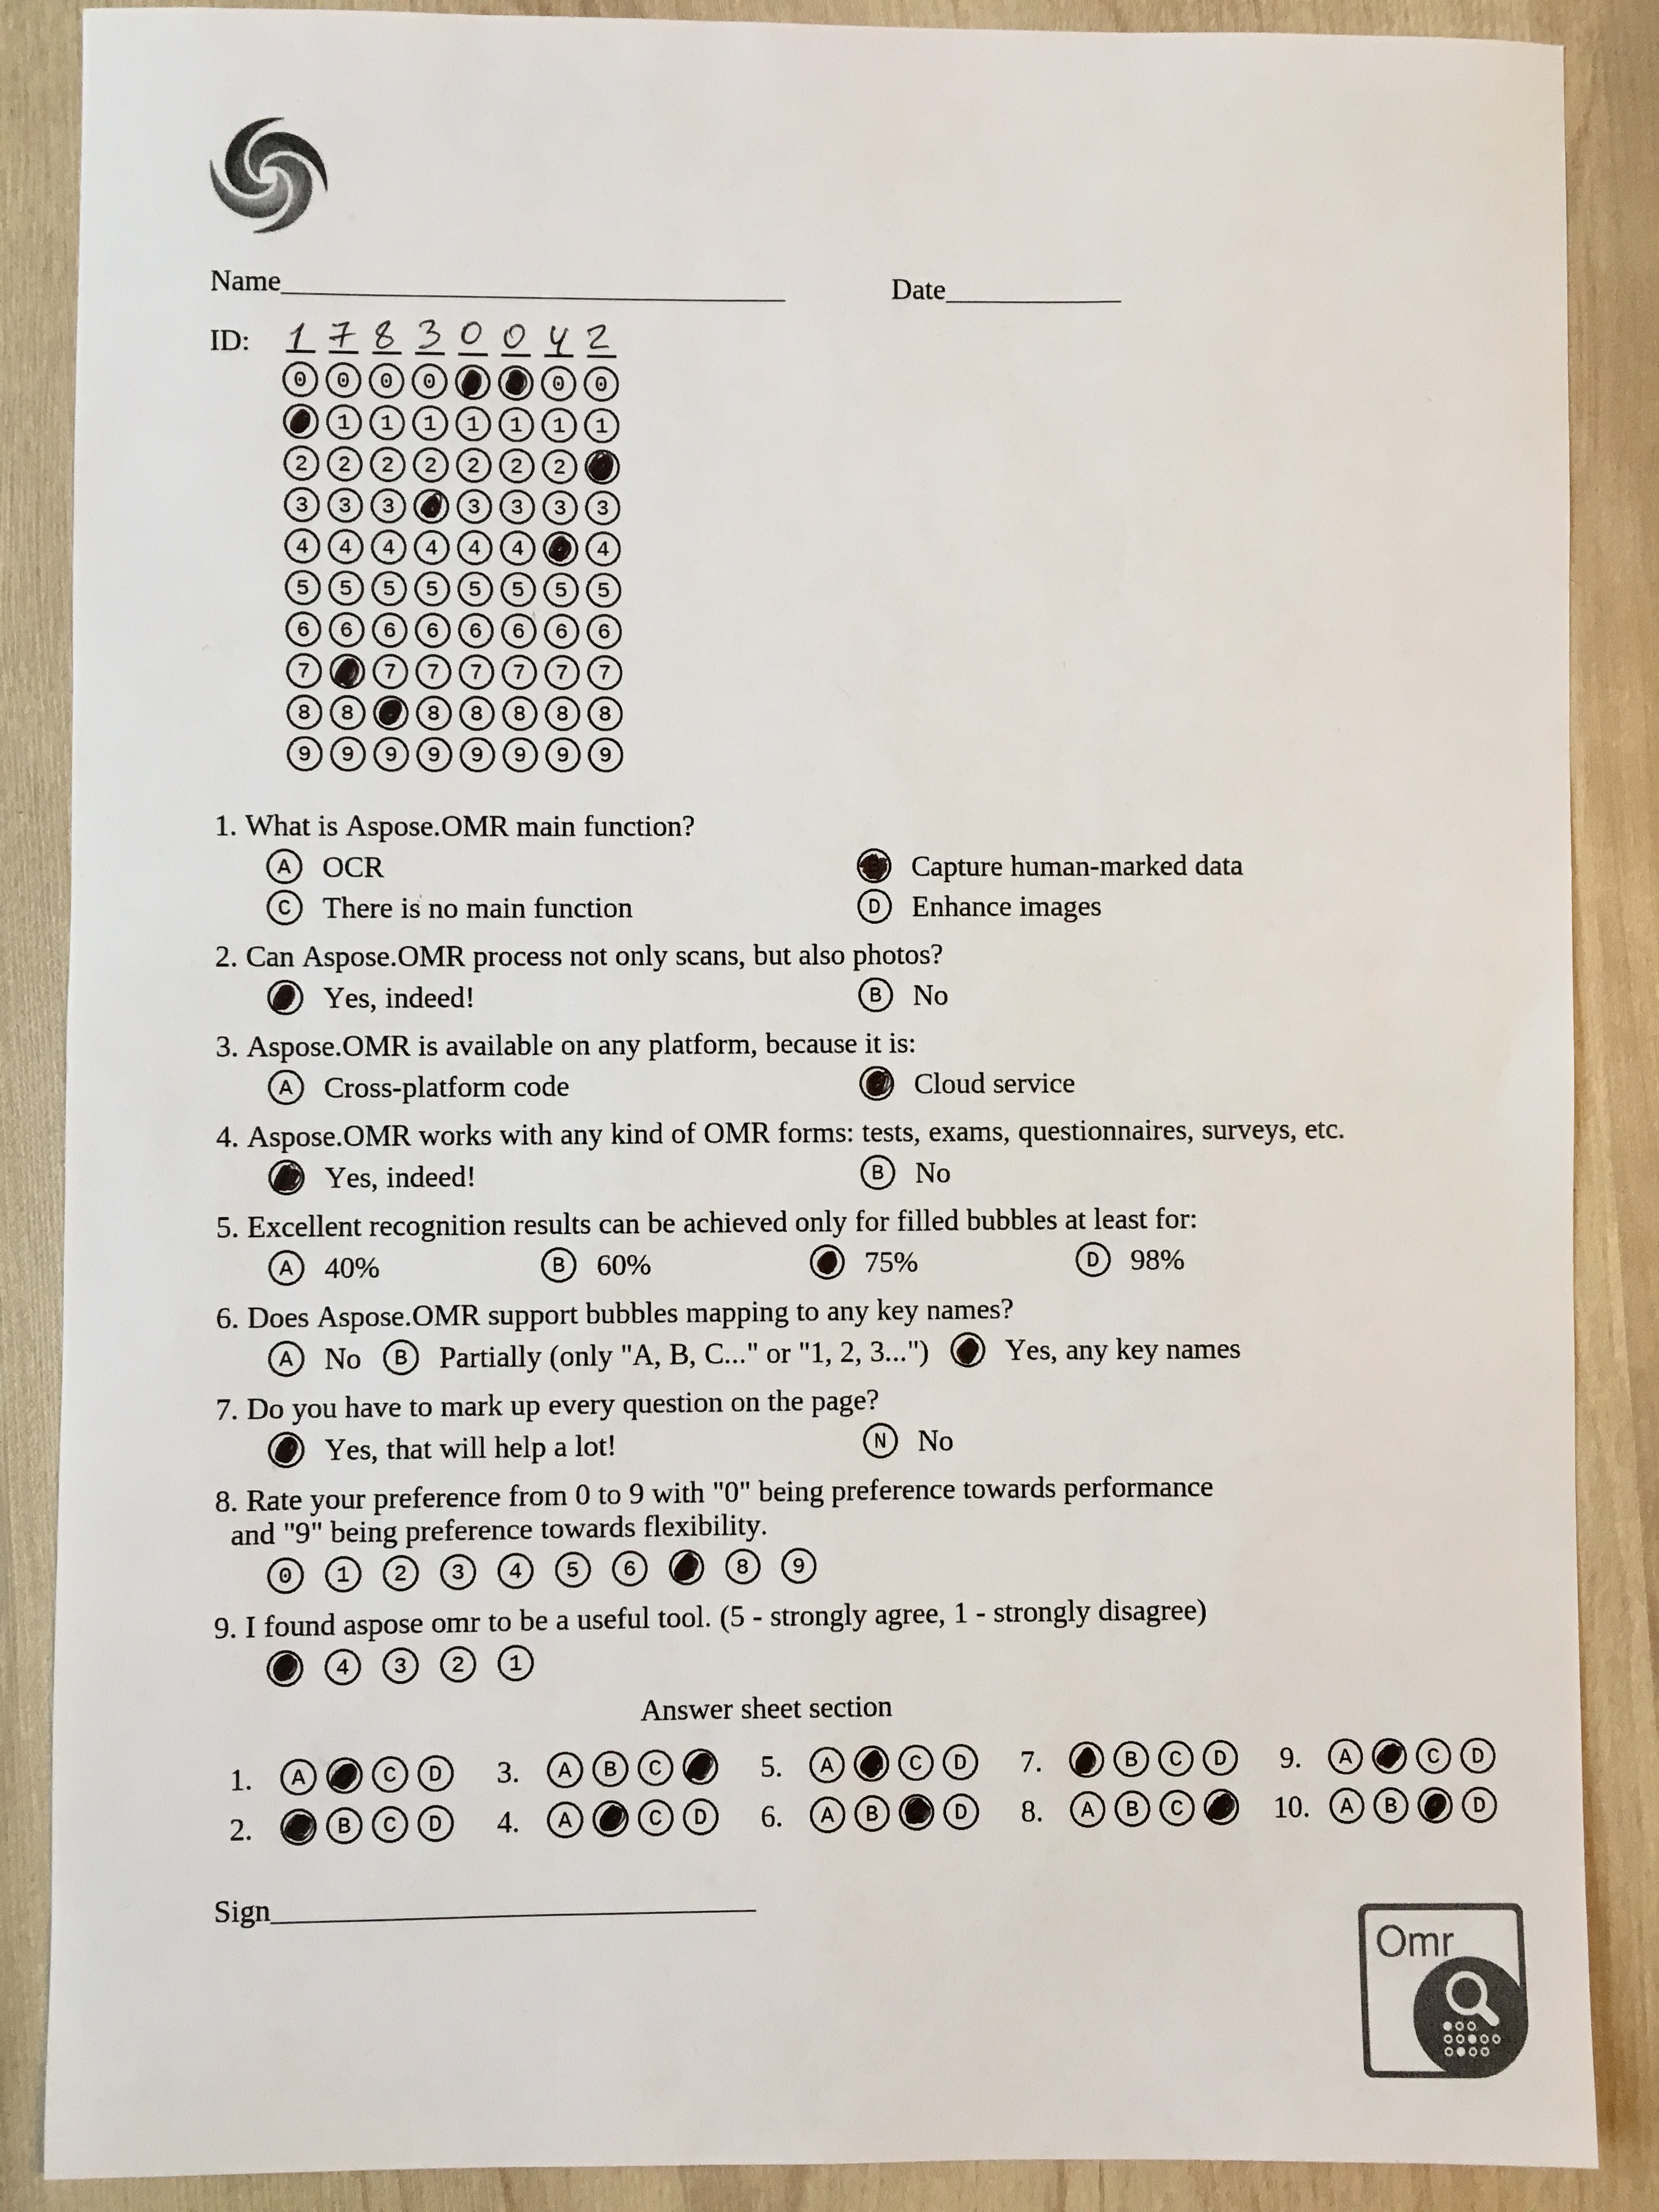 Name____________ Date____________
ID: 1 7 8 3 0 0 4 2
0 0 0 0 0 0
1 1 1 1 1 1 1
2 2 2 2 2 2 2
3 3 3 3 3 3 3
4 4 4 4 4 4 4
5 5 5 5 5 5 5 5
6 6 6 6 6 6 6 6
7 7 7 7 7 7 7
8 8 8 8 8 8 8
9 9 9 9 9 9 9 9
1. What is Aspose.OMR main function?
A OCR Capture human-marked data
C There is no main function D Enhance images
2. Can Aspose.OMR process not only scans, but also photos?
Yes, indeed! B No
3. Aspose.OMR is available on any platform, because it is:
A Cross-platform code Cloud service
4. Aspose.OMR works with any kind of OMR forms: tests, exams, questionnaires, surveys, etc.
Yes, indeed! B No
5. Excellent recognition results can be achieved only for filled bubbles at least for:
A 40% B 60% 75% D 98%
6. Does Aspose.OMR support bubbles mapping to any key names?
A No B Partially (only "A, B, C..." or "1, 2, 3...") Yes, any key names
7. Do you have to mark up every question on the page?
Yes, that will help a lot! N No
8. Rate your preference from 0 to 9 with "0" being preference towards performance
and "9" being preference towards flexibility.
0 1 2 3 4 5 6 8 9
9. I found aspose omr to be a useful tool. (5 - strongly agree, 1 - strongly disagree)
4 3 2 1
Answer sheet section
1. A C D 3. A B C 5. A C D 7. B C D 9. A C D
2. B C D 4. A C D 6. A B D 8. A B C 10. A B D
Sign____________
Omr